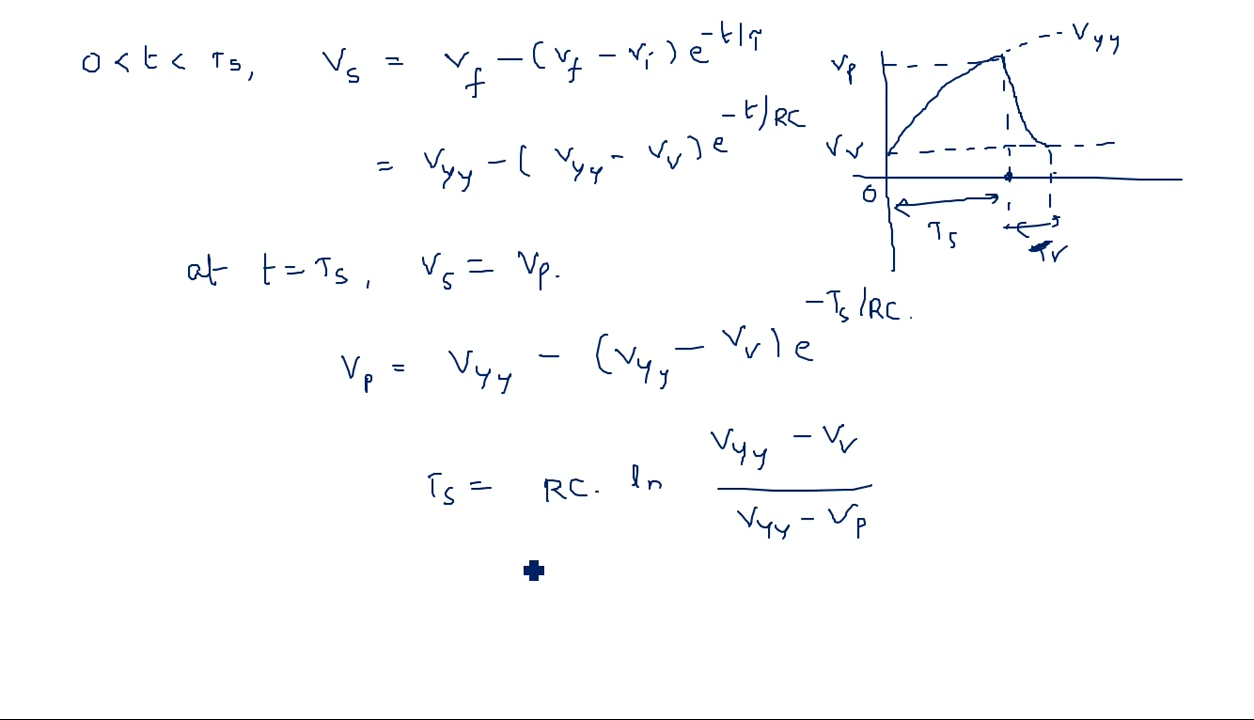 0 < t < Ts, Vs = Vf - (Vf - Vi) e^-t/τ
= Vyy - (Vyy - Vv) e^-t/RC
at t = Ts, Vs = Vp.
Vp = Vyy - (Vyy - Vv) e^-Ts/RC.
Ts = RC. ln (Vyy - Vv) / (Vyy - Vp)
Vyy
Vp
Vv
0
Ts
Tr